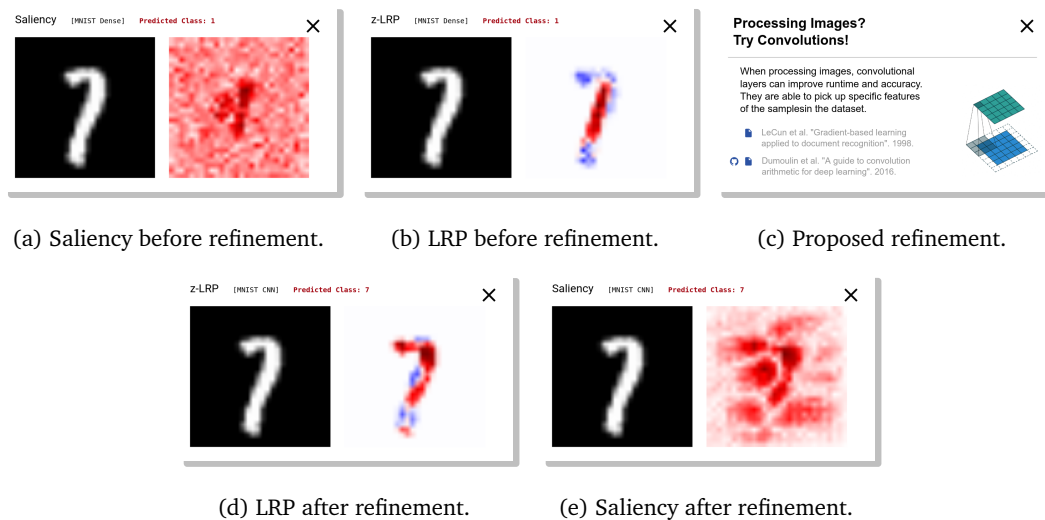 Saliency [MNIST Dense] Predicted Class: 1
z-LRP [MNIST Dense] Predicted Class: 1
Processing Images?
Try Convolutions!
When processing images, convolutional
layers can improve runtime and accuracy.
They are able to pick up specific features
of the samplesin the dataset.
LeCun et al. "Gradient-based learning
applied to document recognition". 1998.
Dumoulin et al. "A guide to convolution
arithmetic for deep learning". 2016.
(a) Saliency before refinement.
(b) LRP before refinement.
(c) Proposed refinement.
z-LRP [MNIST CNN] Predicted Class: 7
Saliency [MNIST CNN] Predicted Class: 7
(d) LRP after refinement.
(e) Saliency after refinement.